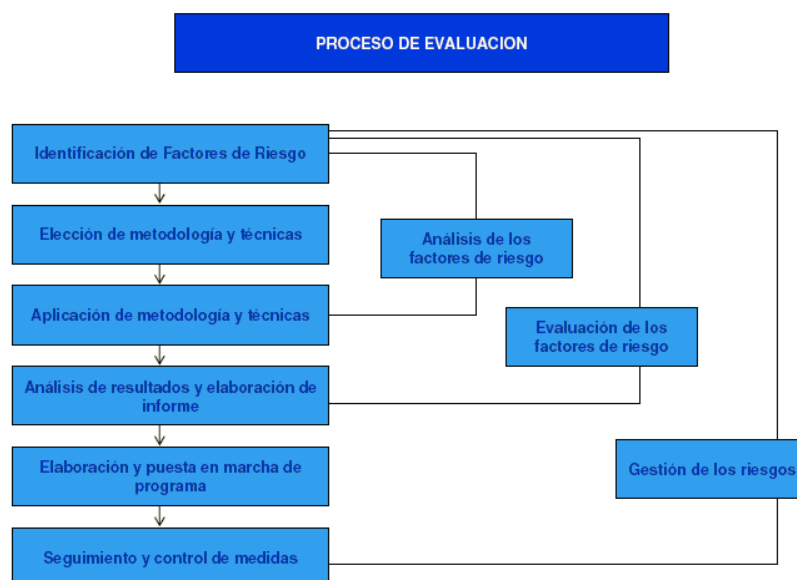 PROCESO DE EVALUACION
Identificación de Factores de Riesgo
Elección de metodología y técnicas
Análisis de los
factores de riesgo
Aplicación de metodología y técnicas
Evaluación de los
factores de riesgo
Análisis de resultados y elaboración de
informe
Elaboración y puesta en marcha de
programa
Gestión de los riesgos
Seguimiento y control de medidas